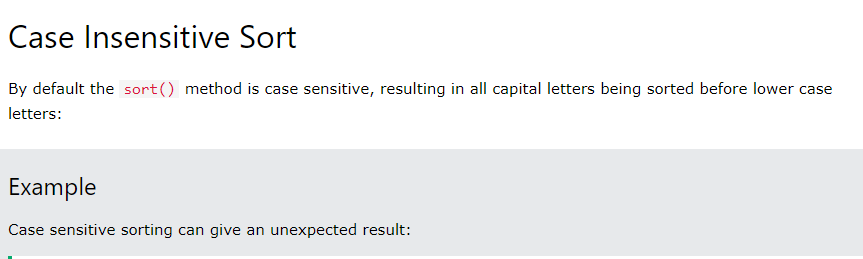 Case Insensitive Sort
By default the sort() method is case sensitive, resulting in all capital letters being sorted before lower case
letters:
Example
Case sensitive sorting can give an unexpected result: